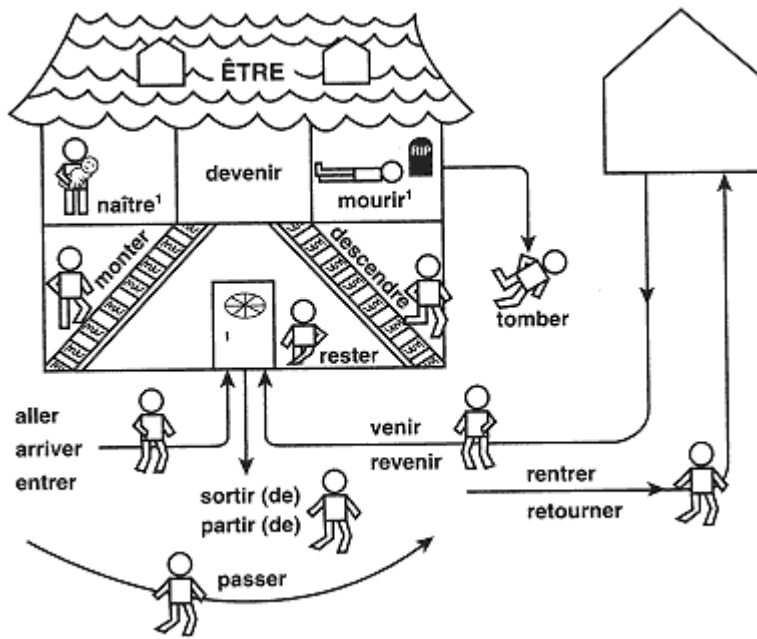 ÊTRE
RIP
naître¹
devenir
mourir¹
monter
descendre
tomber
rester
aller
arriver
entrer
venir
revenir
sortir (de)
partir (de)
rentrer
retourner
passer